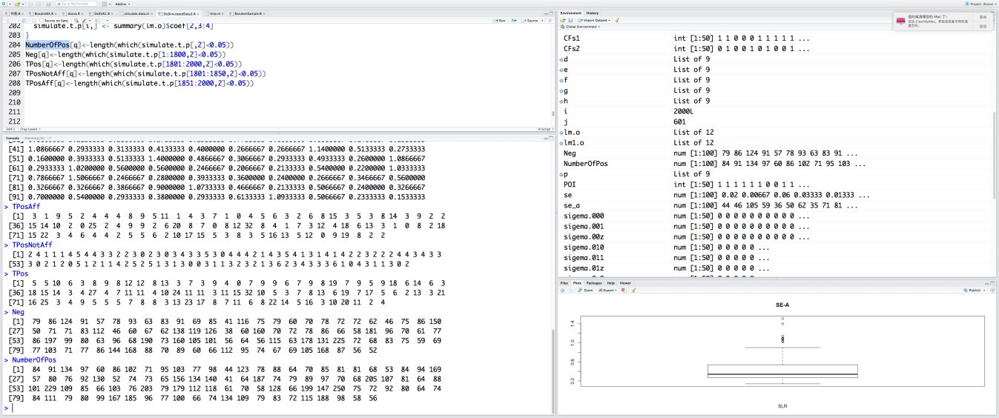 Go to file/function
Addins
Project: (None)
作图.R
BoxplotEX.R
dossa.R
DoSVA1.R
simulate.data.m
DoSimulatedData3.R
tmp.m
RandomSample.R
Source on Save
Run
Source
202 simulate.t.p[i,] <- summary(lm.o)$coef[2,3:4]
203 }
204 NumberOfPos[q]<-length(which(simulate.t.p[,2]<0.05))
205 Neg[q]<-length(which(simulate.t.p[1:1800,2]<0.05))
206 TPos[q]<-length(which(simulate.t.p[1801:2000,2]<0.05))
207 TPosNotAff[q]<-length(which(simulate.t.p[1801:1850,2]<0.05))
208 TPosAff[q]<-length(which(simulate.t.p[1851:2000,2]<0.05))
209
210
211
212
204:1 (Top Level)
R Script
Console
[41] 1.0866667 0.2933333 0.3133333 0.4133333 0.4000000 0.2666667 0.2666667 1.1400000 0.5133333 0.2733333
[51] 0.1600000 0.3933333 0.5133333 1.4000000 0.4866667 0.3066667 0.2933333 0.4933333 0.2600000 1.0866667
[61] 0.2933333 1.0200000 0.5600000 0.5600000 0.2466667 0.2066667 0.2133333 0.5400000 0.2200000 1.0333333
[71] 0.7866667 1.5066667 0.2466667 0.2800000 0.3933333 0.3600000 0.2400000 0.2666667 0.3466667 0.5600000
[81] 0.3266667 0.3266667 0.3866667 0.9000000 1.0733333 0.4666667 0.2133333 0.5066667 0.2400000 0.3266667
[91] 0.7000000 0.5400000 0.2933333 0.3800000 0.2933333 0.6133333 1.0933333 0.5066667 0.2333333 0.1533333
> TPosAff
[1] 3 1 9 5 2 4 4 4 8 9 5 11 1 4 3 7 1 0 4 5 6 3 2 6 8 15 3 5 3 8 14 3 9 2 2
[36] 15 14 10 2 0 25 2 4 9 9 2 6 20 8 7 0 8 12 32 8 4 1 7 3 12 4 18 6 13 3 1 0 8 2 18
[71] 15 22 3 4 6 4 4 2 5 5 6 2 10 17 15 5 3 8 3 5 16 13 5 12 0 9 19 8 2 2
> TPosNotAff
[1] 2 4 1 1 1 4 5 4 4 3 3 2 2 3 0 2 3 0 3 4 3 3 5 3 0 4 4 4 2 1 4 3 5 4 1 3 1 4 1 4 2 2 3 2 2 2 4 4 3 4 3 3
[53] 3 0 2 1 2 0 5 1 2 1 1 4 2 5 2 5 1 3 1 3 0 0 3 1 1 3 2 3 2 1 3 6 2 3 4 3 3 3 6 1 0 4 3 1 1 3 0 2
> TPos
[1] 5 5 10 6 3 8 9 8 12 12 8 13 3 7 3 9 4 0 7 9 9 6 7 9 8 19 7 9 5 9 18 6 14 6 3
[36] 18 15 14 3 4 27 4 7 11 11 4 10 24 11 11 3 11 15 32 10 5 3 7 8 13 6 19 7 17 5 6 2 13 3 21
[71] 16 25 3 4 9 5 5 5 7 8 8 3 13 23 17 8 7 11 6 8 22 14 5 16 3 10 20 11 2 4
> Neg
[1] 79 86 124 91 57 78 93 63 83 91 69 85 41 116 75 79 60 70 78 72 72 62 46 75 86 150
[27] 50 71 71 83 112 46 60 67 62 138 119 126 38 60 160 70 72 78 86 66 58 181 96 70 61 77
[53] 86 197 99 80 63 96 68 190 73 160 105 101 56 64 56 115 63 178 131 225 72 68 83 75 59 69
[79] 77 103 71 77 86 144 168 88 70 89 60 66 112 95 74 67 69 105 168 87 56 52
> NumberOfPos
[1] 84 91 134 97 60 86 102 71 95 103 77 98 44 123 78 88 64 70 85 81 81 68 53 84 94 169
[27] 57 80 76 92 130 52 74 73 65 156 134 140 41 64 187 74 79 89 97 70 68 205 107 81 64 88
[53] 101 229 109 85 66 103 76 203 79 179 112 118 61 70 58 128 66 199 147 250 75 72 92 80 64 74
[79] 84 111 79 80 99 167 185 96 77 100 66 74 134 109 79 83 72 115 188 98 58 56
>
Environment History
Import Dataset
Global Environment
CFs1 int [1:50] 1 1 0 0 0 1 1 1 1 1 ...
CFs2 int [1:50] 0 1 0 0 1 0 1 0 0 1 ...
d List of 9
e List of 9
f List of 9
g List of 9
h List of 9
i 2000L
j 601
lm.o List of 12
lm1.o List of 12
Neg num [1:100] 79 86 124 91 57 78 93 63 83 91 ...
NumberOfPos num [1:100] 84 91 134 97 60 86 102 71 95 103 ...
p List of 9
POI int [1:50] 1 1 1 1 1 1 0 0 1 1 ...
se num [1:100] 0.02 0.00667 0.06 0.03333 0.01333 ...
se_a num [1:100] 44 46 105 59 36 50 62 35 71 81 ...
sigema.000 num [1:50] 0 0 0 0 0 0 0 0 0 0 ...
sigema.001 num [1:50] 0 0 0 0 0 0 0 0 0 0 ...
sigema.00z num [1:50] 0 0 0 0 0 0 0 0 0 0 ...
sigema.010 num [1:50] 0 0 0 0 0 ...
sigema.011 num [1:50] 0 0 0 0 0 ...
sigema.01z num [1:50] 0 0 0 0 0 ...
是时候清理您的 Mac 了!
取消
启动
Files Plots Packages Help Viewer
Zoom
Export
Publish
SE-A
1.4
1.0
0.6
0.2
SLR